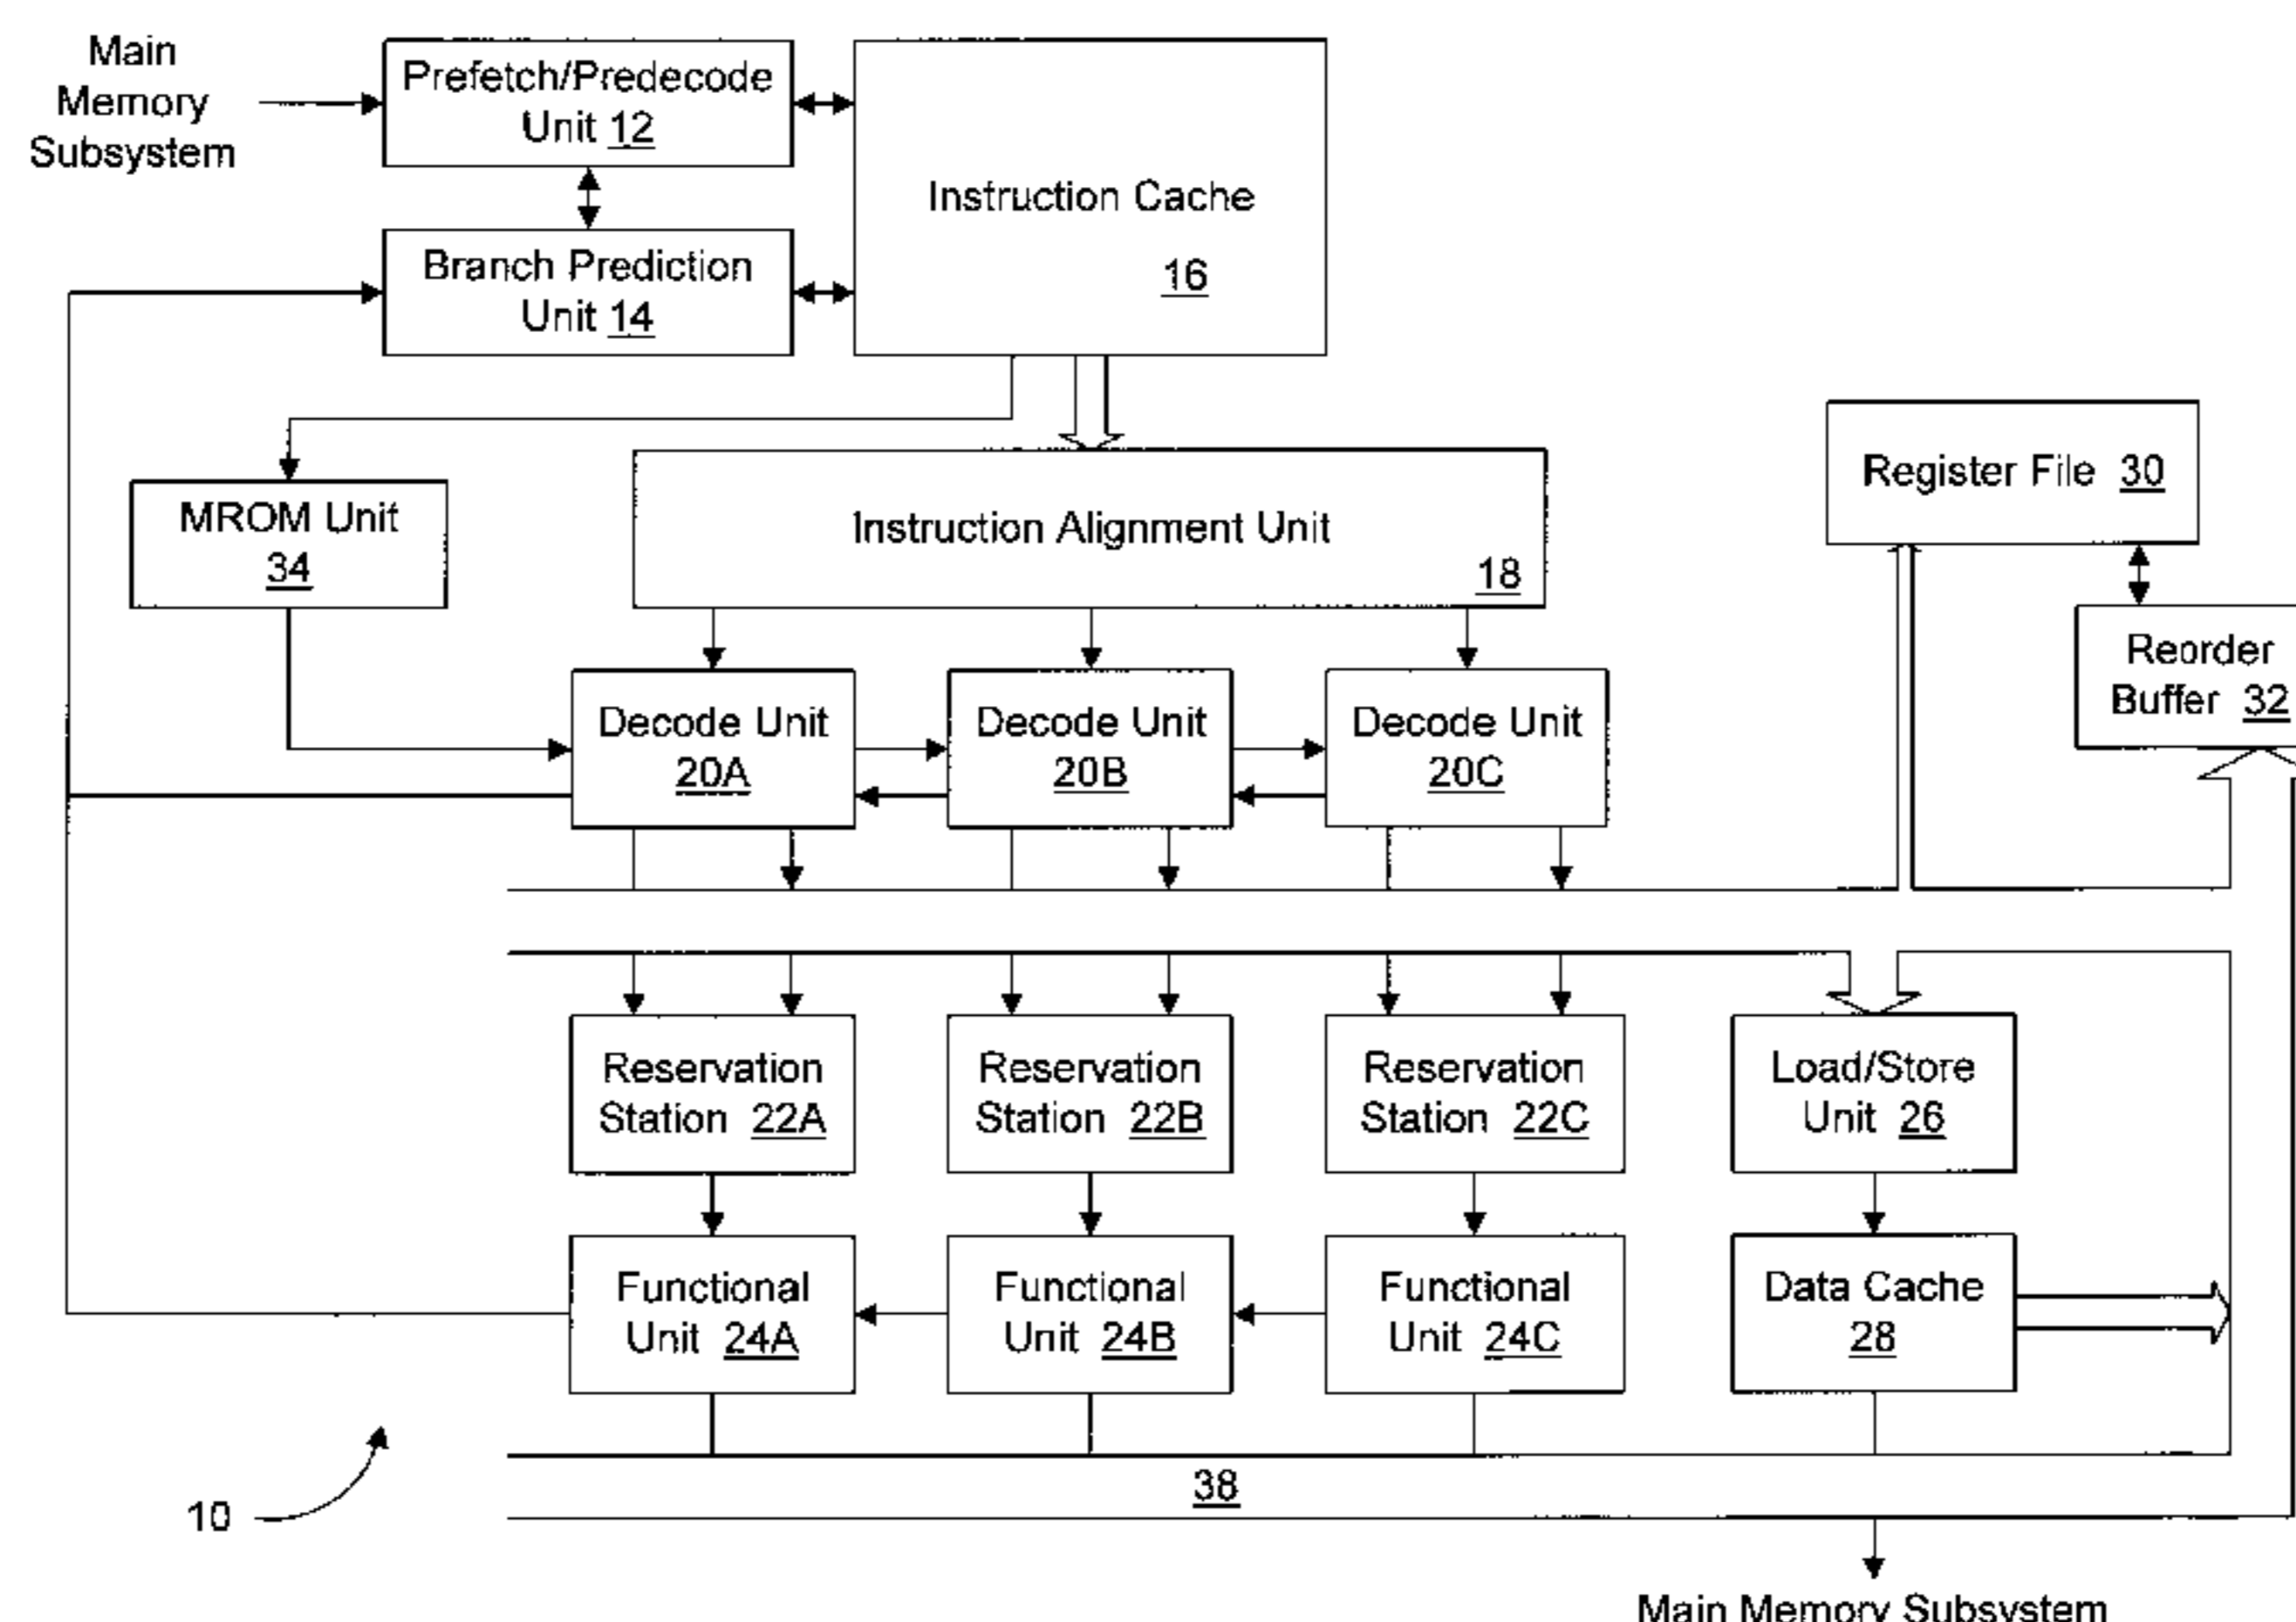 Main
Memory
Subsystem
Prefetch/Predecode
Unit 12
Instruction Cache
16
Branch Prediction
Unit 14
Register File 30
MROM Unit
34
Instruction Alignment Unit
18
Reorder
Buffer 32
Decode Unit
20A
Decode Unit
20B
Decode Unit
20C
Reservation
Station 22A
Reservation
Station 22B
Reservation
Station 22C
Load/Store
Unit 26
Functional
Unit 24A
Functional
Unit 24B
Functional
Unit 24C
Data Cache
28
38
10
Main Memory Subsystem